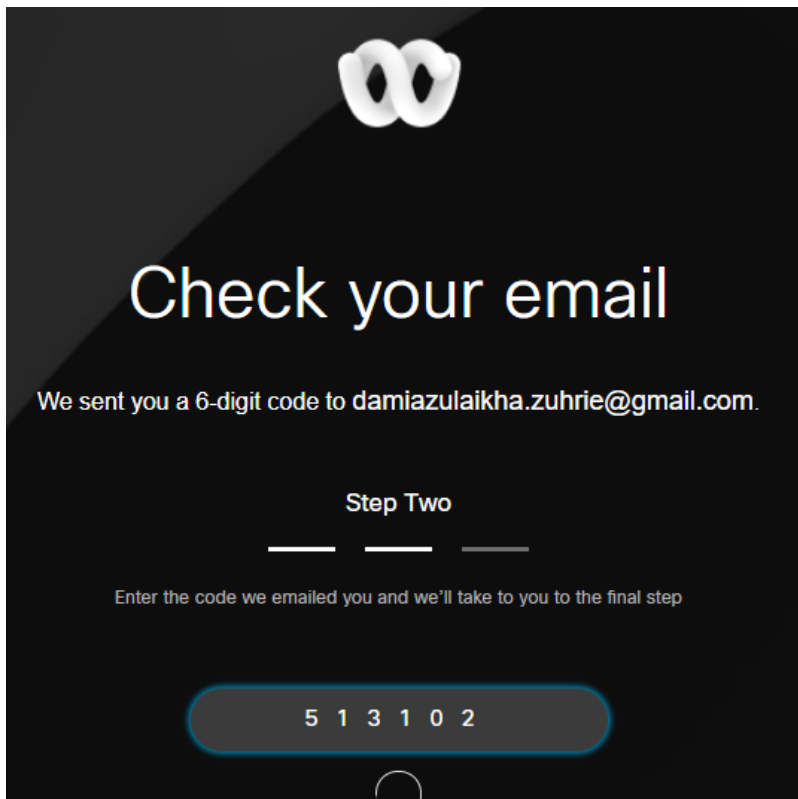 Check your email
We sent you a 6-digit code to damiazulaikha.zuhrie@gmail.com.
Step Two
Enter the code we emailed you and we'll take to you to the final step
5 1 3 1 0 2